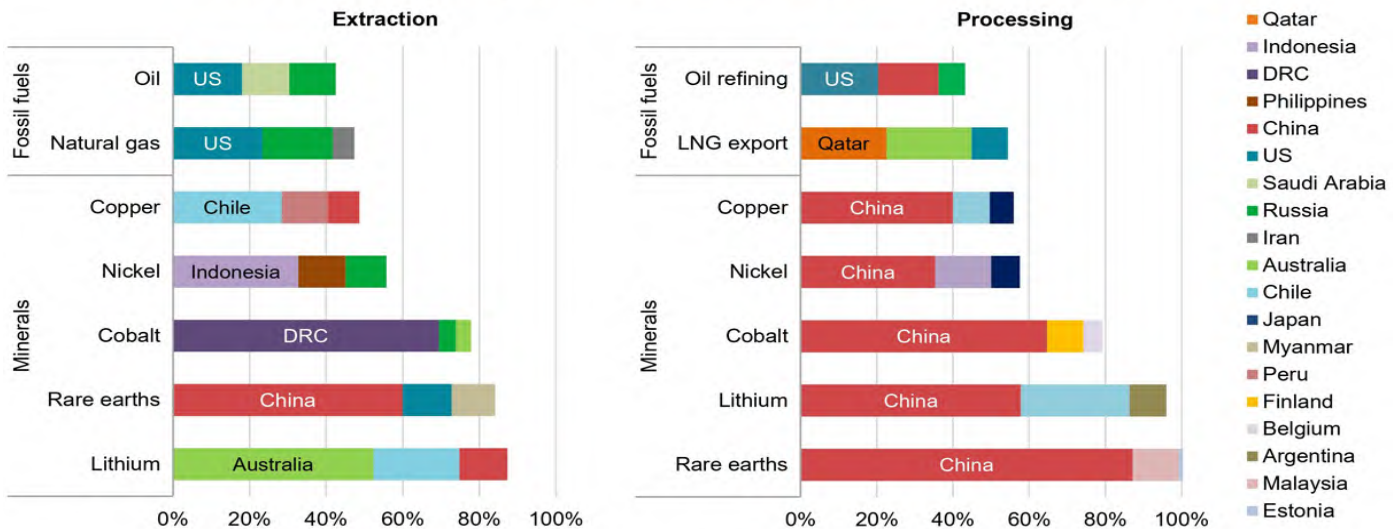 Extraction
Processing
Fossil fuels
Oil
US
Natural gas
US
Minerals
Copper
Chile
Nickel
Indonesia
Cobalt
DRC
Rare earths
China
Lithium
Australia
0% 20% 40% 60% 80% 100%
Fossil fuels
Oil refining
US
LNG export
Qatar
Minerals
Copper
China
Nickel
China
Cobalt
China
Lithium
China
Rare earths
China
0% 20% 40% 60% 80% 100%
Qatar
Indonesia
DRC
Philippines
China
US
Saudi Arabia
Russia
Iran
Australia
Chile
Japan
Myanmar
Peru
Finland
Belgium
Argentina
Malaysia
Estonia